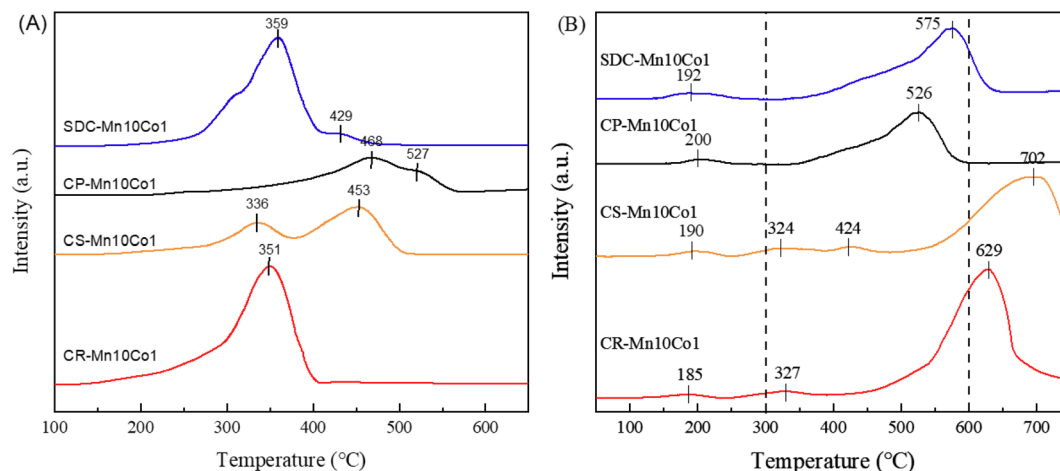 (A)
359
SDC-Mn10Co1
429
468
527
CP-Mn10Co1
336
453
CS-Mn10Co1
351
CR-Mn10Co1
Intensity (a.u.)
100 200 300 400 500 600
Temperature (°C)
(B)
575
SDC-Mn10Co1
192
526
CP-Mn10Co1
200
702
CS-Mn10Co1
190
324
424
629
CR-Mn10Co1
185
327
Intensity (a.u.)
100 200 300 400 500 600 700
Temperature (°C)